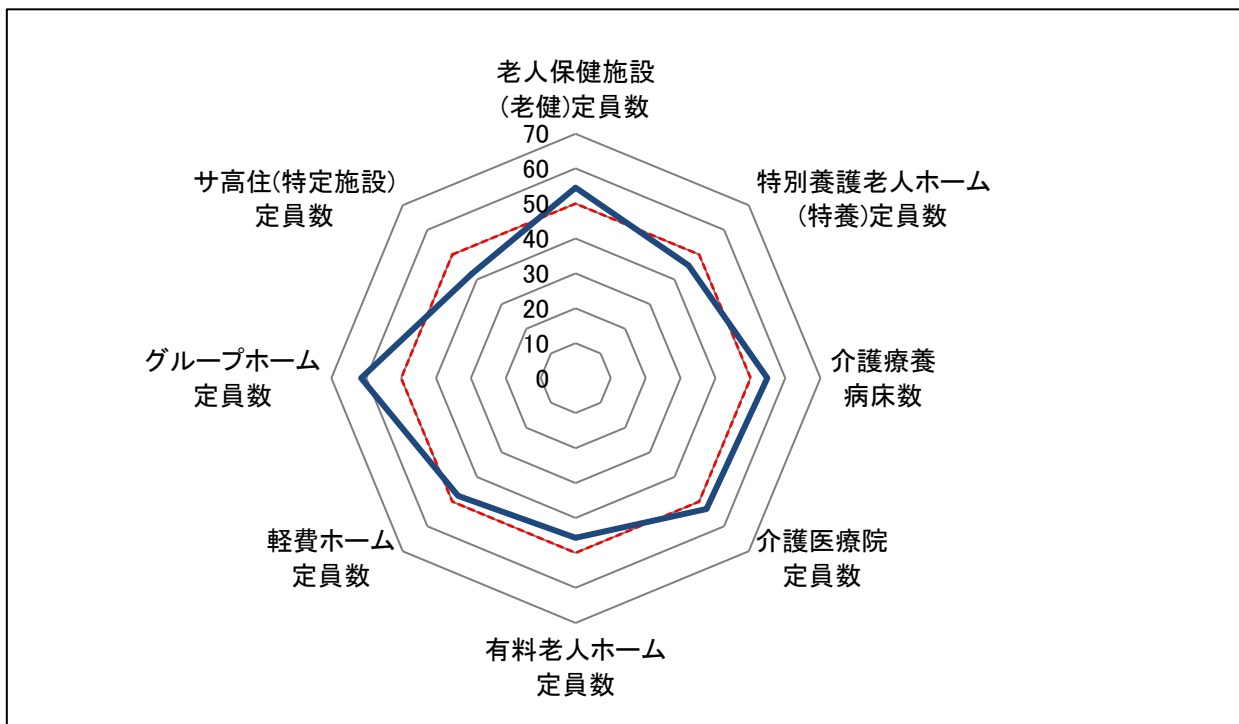 老人保健施設
(老健)定員数
特別養護老人ホーム
(特養)定員数
介護療養
病床数
介護医療院
定員数
有料老人ホーム
定員数
軽費ホーム
定員数
グループホーム
定員数
サ高住(特定施設)
定員数
70
60
50
40
30
20
10
0